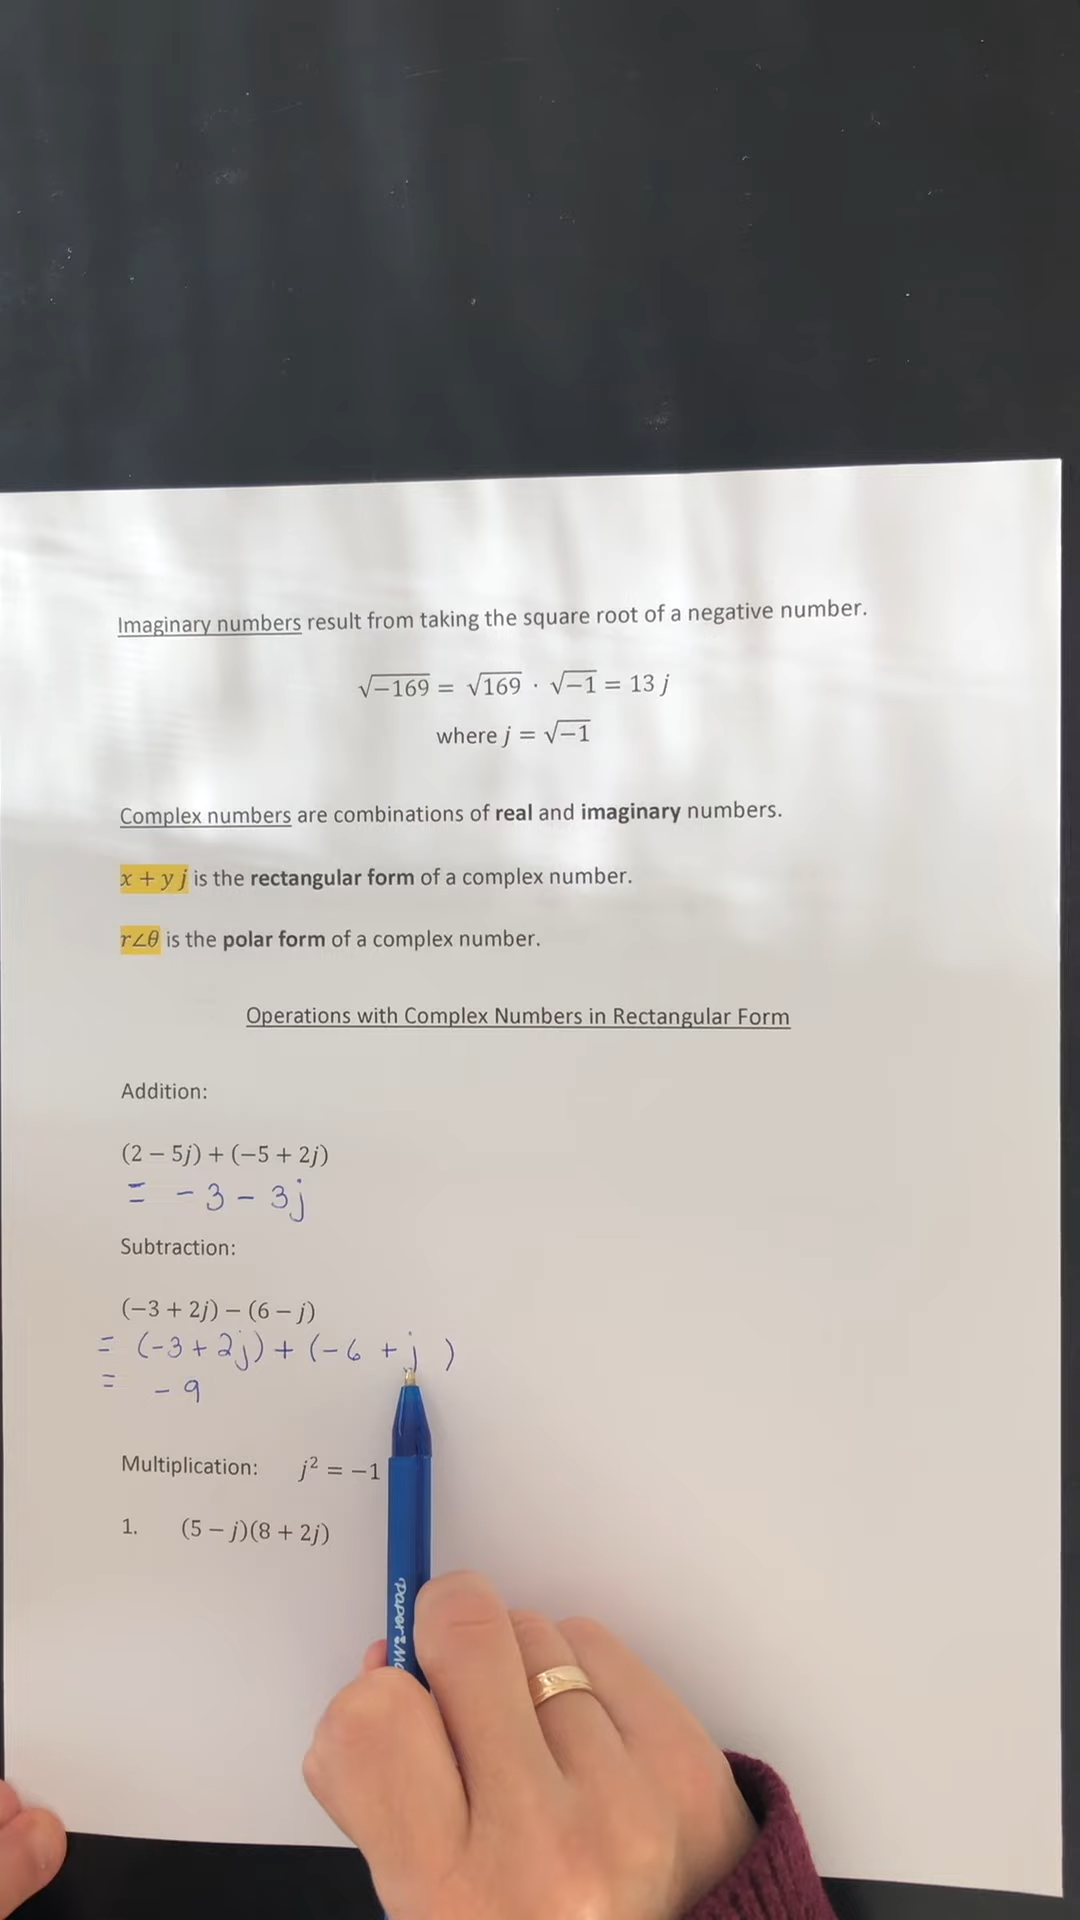 Imaginary numbers result from taking the square root of a negative number.
√−169 = √169 · √−1 = 13 j
where j = √−1
Complex numbers are combinations of real and imaginary numbers.
x + y j is the rectangular form of a complex number.
r∠θ is the polar form of a complex number.
Operations with Complex Numbers in Rectangular Form
Addition:
(2 − 5j) + (−5 + 2j)
= −3 − 3j
Subtraction:
(−3 + 2j) − (6 − j)
= (−3 + 2j) + (−6 + j )
= −9
Multiplication: j² = −1
1. (5 − j)(8 + 2j)